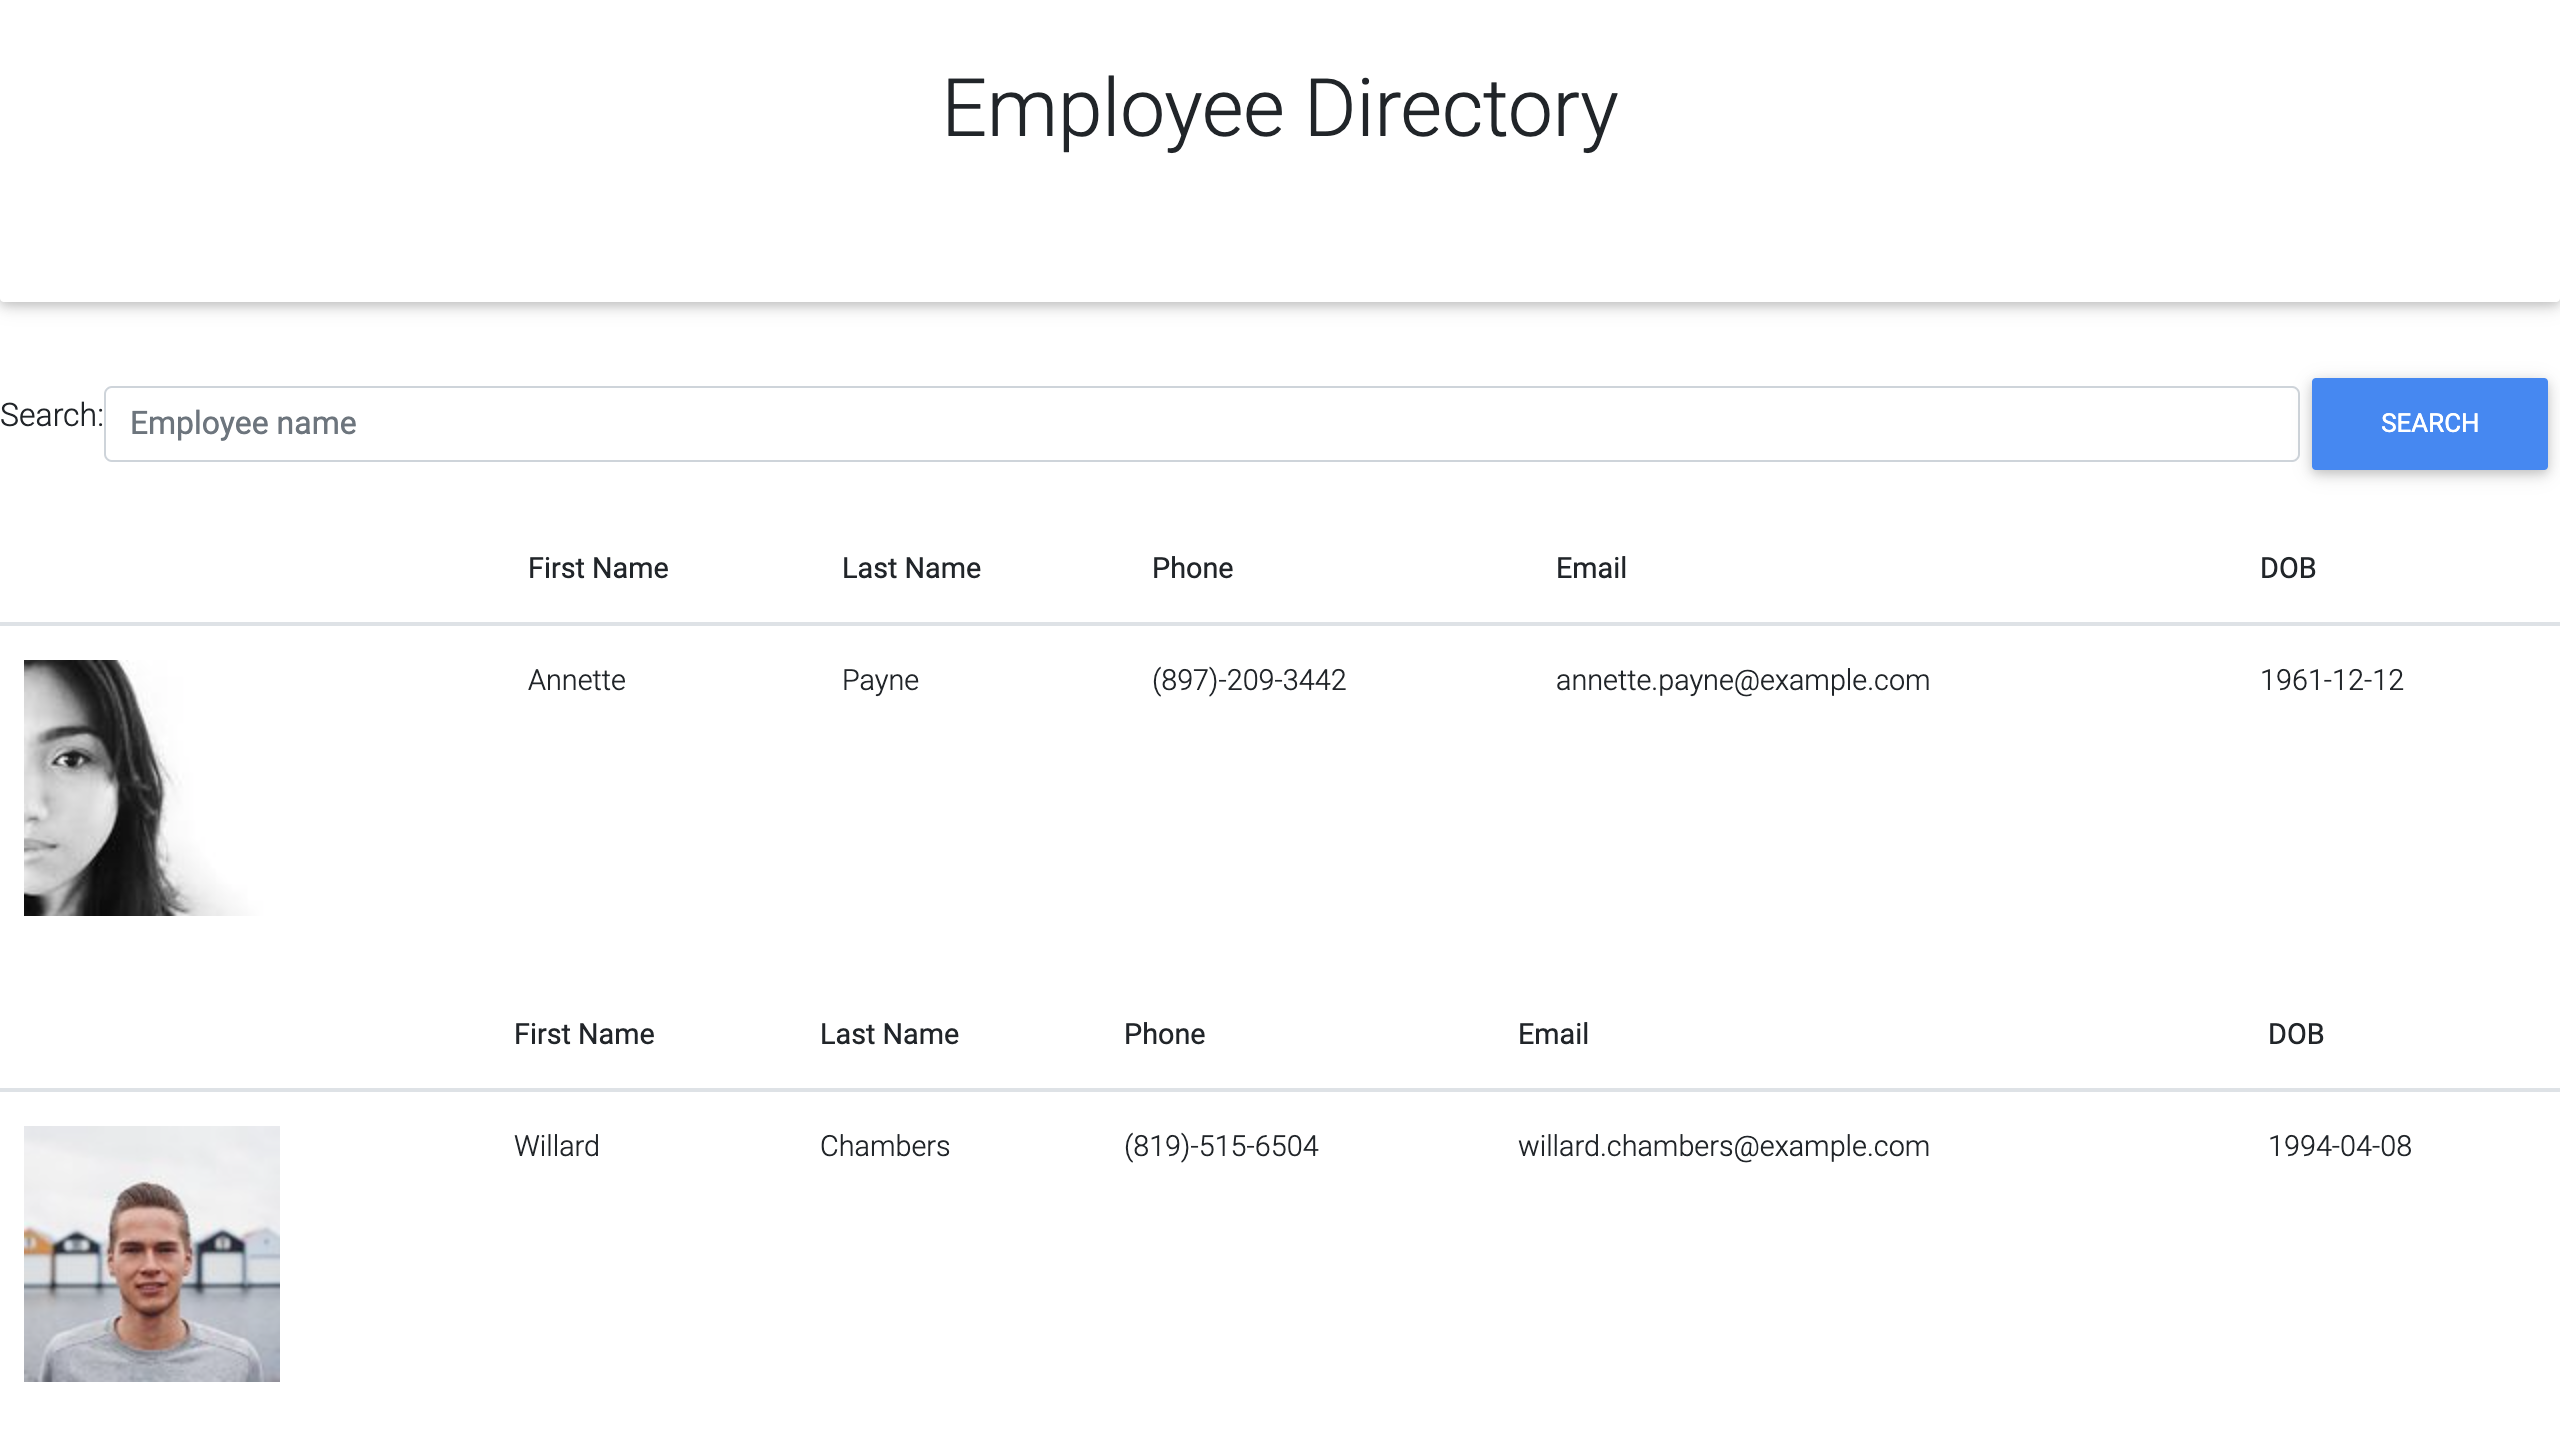 Employee Directory
Search: Employee name SEARCH
First Name Last Name Phone Email DOB
Annette Payne (897)-209-3442 annette.payne@example.com 1961-12-12
First Name Last Name Phone Email DOB
Willard Chambers (819)-515-6504 willard.chambers@example.com 1994-04-08